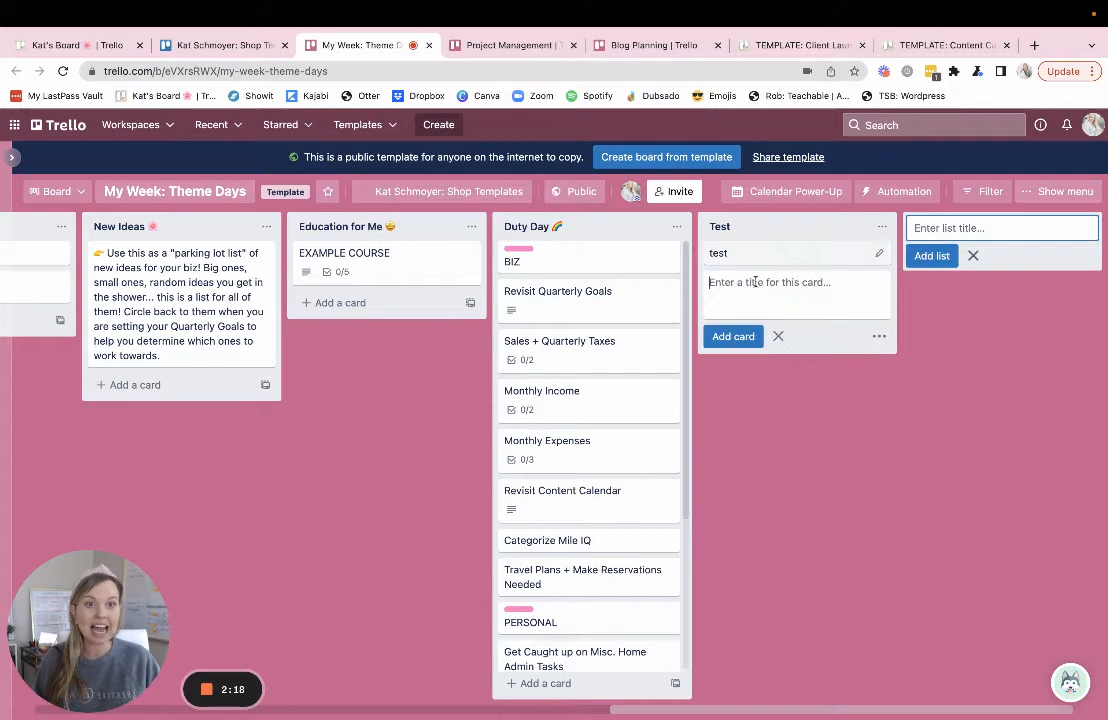 Kat's Board 🌸 | Trello
Kat Schmoyer: Shop Te
My Week: Theme D
Project Management | T
Blog Planning | Trello
TEMPLATE: Client Laun
TEMPLATE: Content Ca
trello.com/b/eVXrsRWX/my-week-theme-days
Update
My LastPass Vault
Kat's Board 🌸 | Tr...
Showit
Kajabi
Otter
Dropbox
Canva
Zoom
Spotify
Dubsado
Emojis
Rob: Teachable | A...
TSB: Wordpress
Trello
Workspaces
Recent
Starred
Templates
Create
Search
This is a public template for anyone on the internet to copy.
Create board from template
Share template
Board
My Week: Theme Days
Template
Kat Schmoyer: Shop Templates
Public
Invite
Calendar Power-Up
Automation
Filter
Show menu
New Ideas 🌸
👉 Use this as a "parking lot list" of
new ideas for your biz! Big ones,
small ones, random ideas you get in
the shower... this is a list for all of
them! Circle back to them when you
are setting your Quarterly Goals to
help you determine which ones to
work towards.
+ Add a card
Education for Me 🤩
EXAMPLE COURSE
0/5
+ Add a card
Duty Day 🌈
BIZ
Revisit Quarterly Goals
Sales + Quarterly Taxes
0/2
Monthly Income
0/2
Monthly Expenses
0/3
Revisit Content Calendar
Categorize Mile IQ
Travel Plans + Make Reservations
Needed
PERSONAL
Get Caught up on Misc. Home
Admin Tasks
+ Add a card
Test
test
Enter a title for this card...
Add card
Enter list title...
Add list
2:18